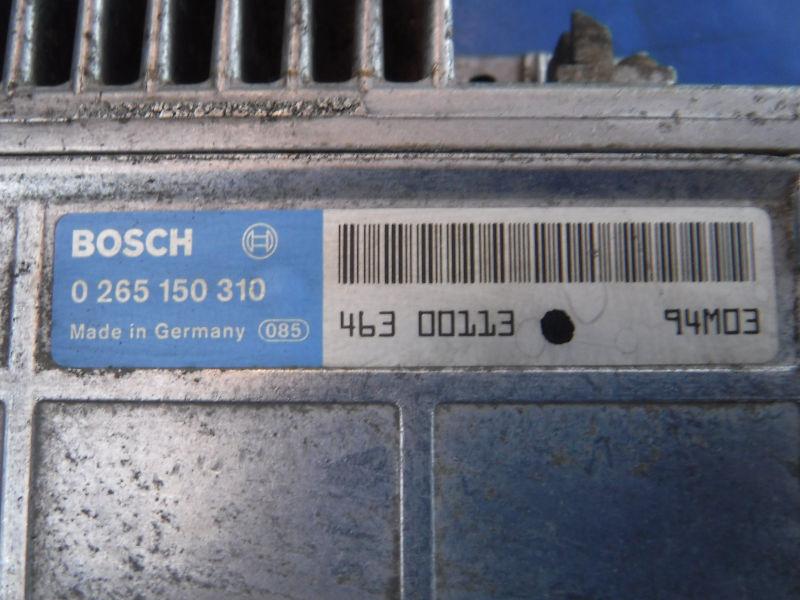 BOSCH
0 265 150 310
Made in Germany 085
463 00113 94M03